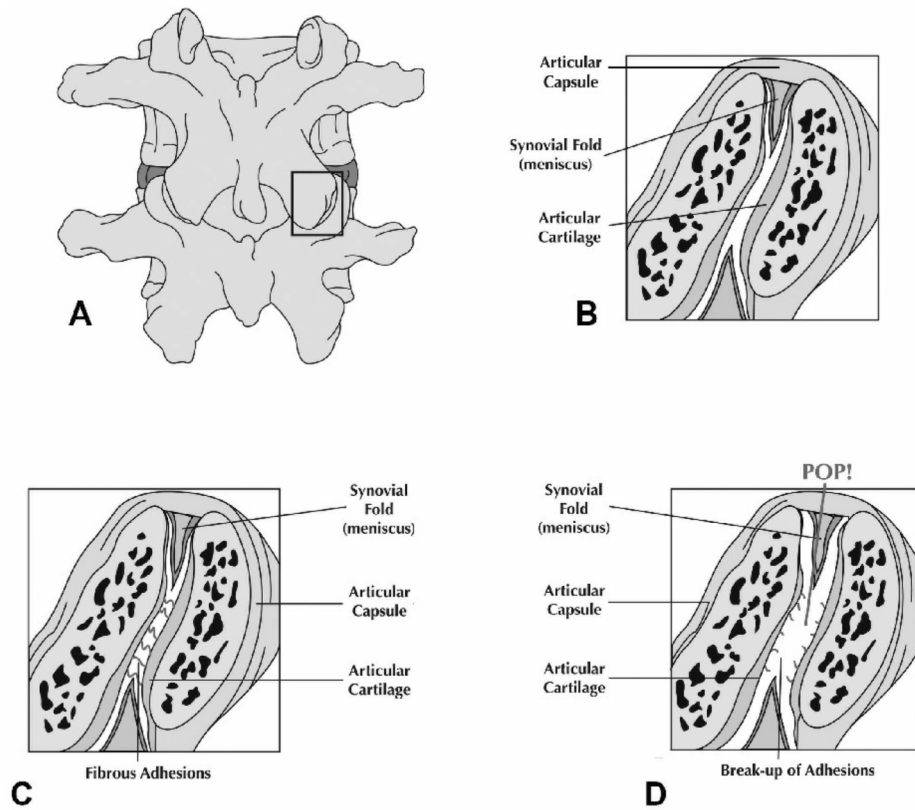 A
Articular
Capsule
Synovial Fold
(meniscus)
Articular
Cartilage
B
Synovial
Fold
(meniscus)
Articular
Capsule
Articular
Cartilage
Fibrous Adhesions
C
POP!
Synovial
Fold
(meniscus)
Articular
Capsule
Articular
Cartilage
Break-up of Adhesions
D